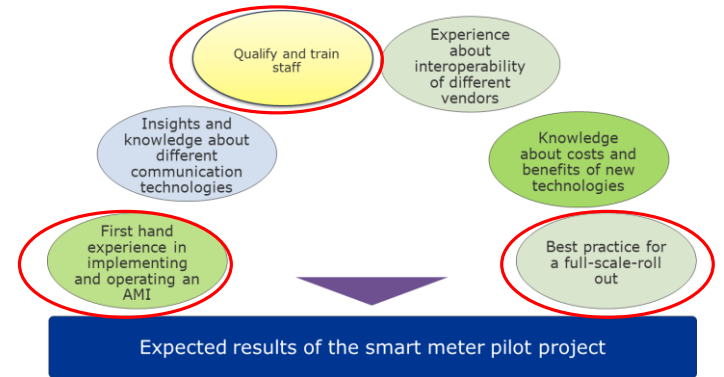 Qualify and train
staff
Experience
about
interoperability
of different
vendors
Insights and
knowledge about
different
communication
technologies
Knowledge
about costs and
benefits of new
technologies
First hand
experience in
implementing
and operating an
AMI
Best practice for
a full-scale-roll
out
Expected results of the smart meter pilot project